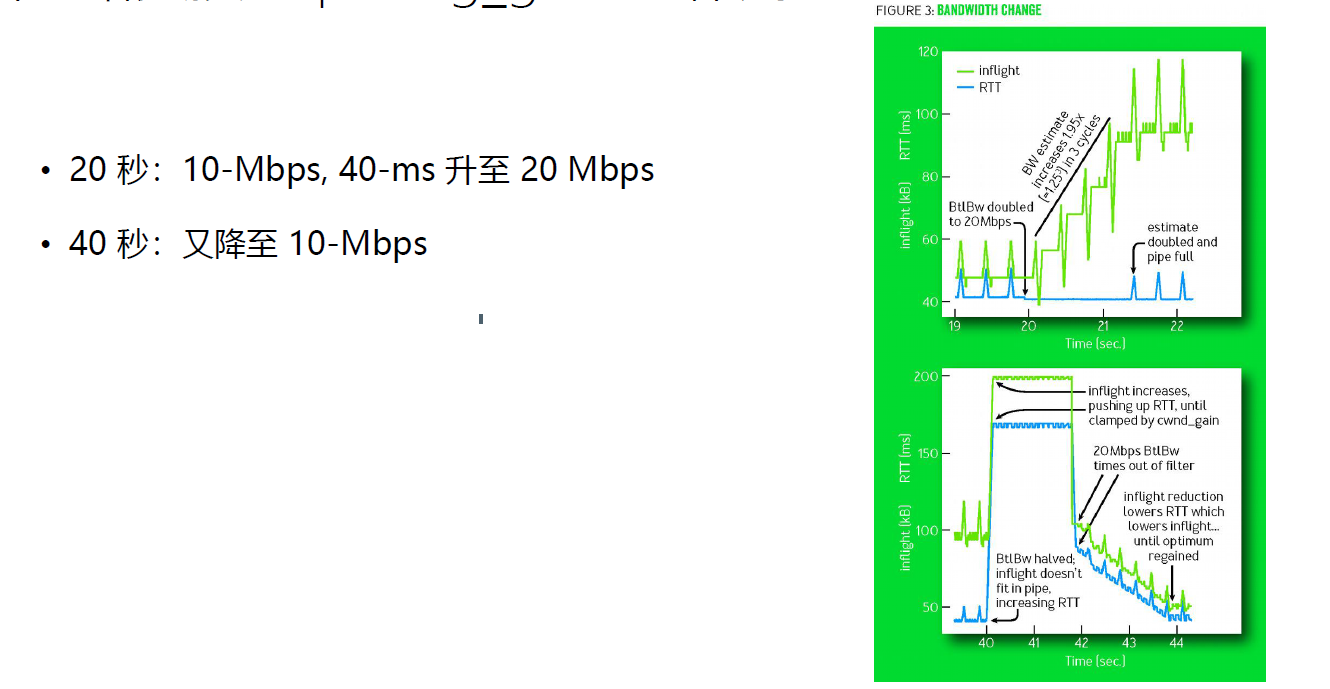 FIGURE 3: BANDWIDTH CHANGE
• 20 秒：10-Mbps, 40-ms 升至 20 Mbps
• 40 秒：又降至 10-Mbps
inflight
RTT
RTT (ms)
inflight (kB)
120
100
80
60
40
BW estimate
increases 1.95x
(=1.25³) in 3 cycles
BtlBw doubled
to 20Mbps
estimate
doubled and
pipe full
19
20
21
22
Time (sec.)
RTT (ms)
inflight (kB)
200
150
100
50
inflight increases,
pushing up RTT, until
clamped by cwnd_gain
20Mbps BtlBw
times out of filter
inflight reduction
lowers RTT which
lowers inflight...
until optimum
regained
BtlBw halved;
inflight doesn't
fit in pipe,
increasing RTT
40
41
42
43
44
Time (sec.)